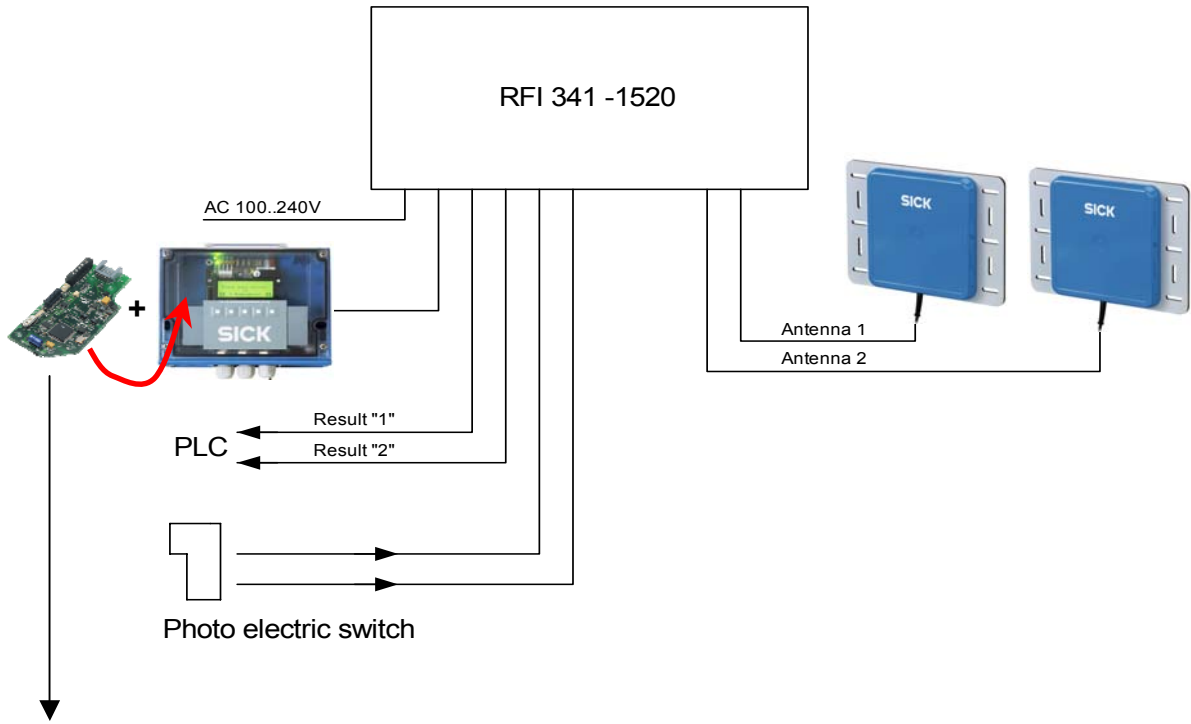 RFI 341 -1520
AC 100..240V
SICK
SICK
+
SICK
Antenna 1
Antenna 2
Result "1"
PLC
Result "2"
Photo electric switch